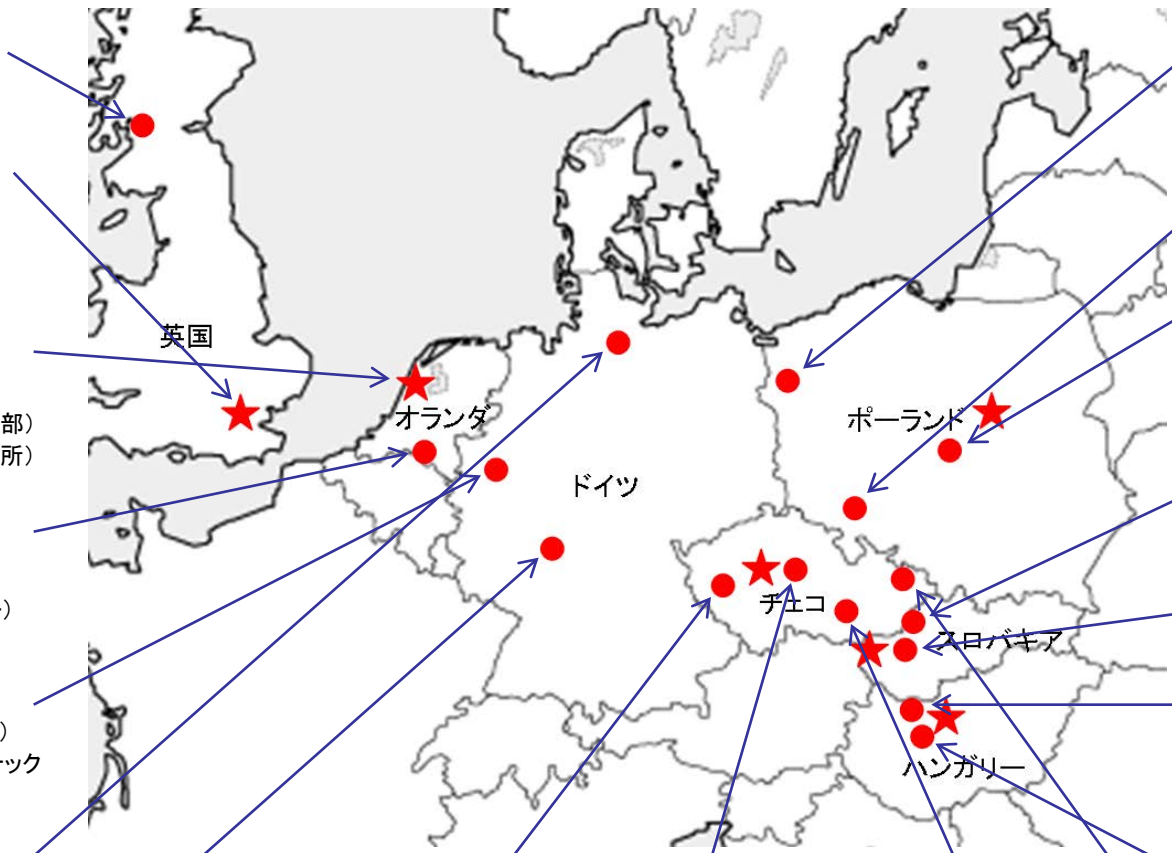 英国
オランダ
部）
所）
ポーランド
ドイツ
チェコ
）
スロバキア
）
ック
ハンガリー